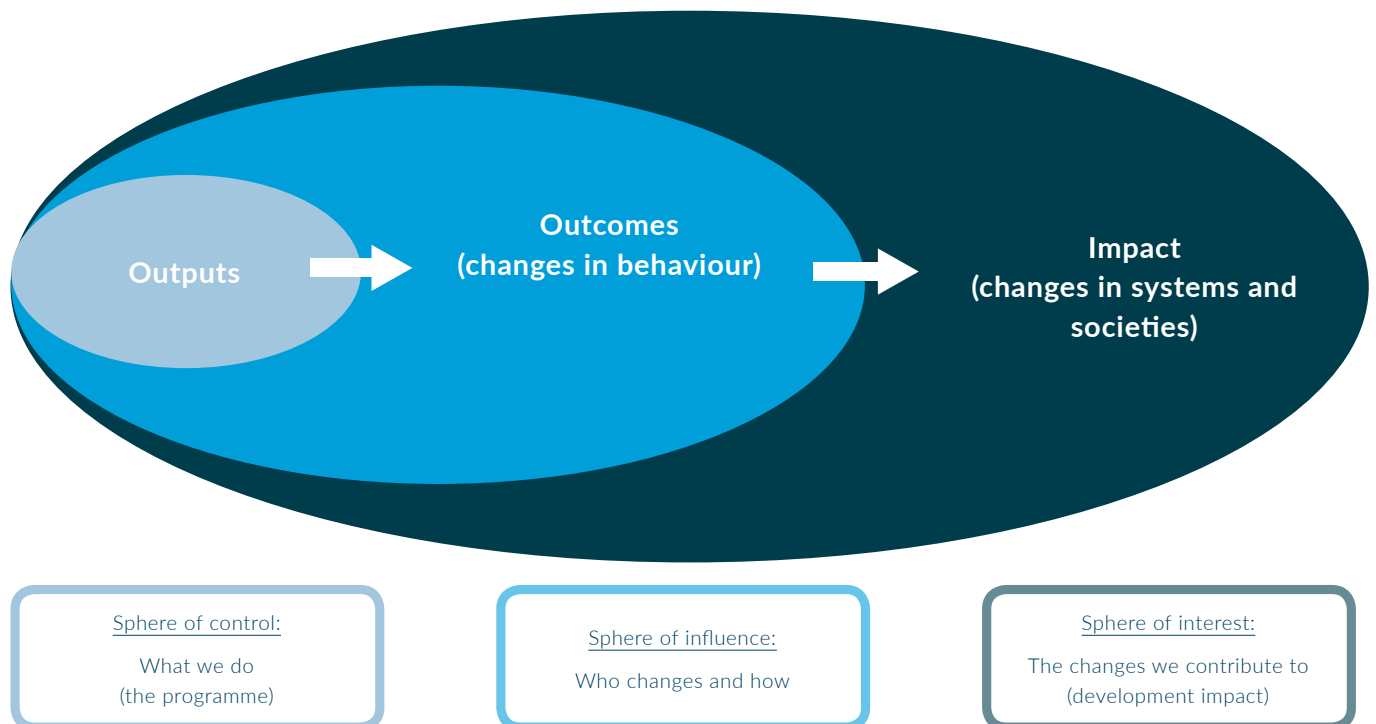 Outputs
Outcomes
(changes in behaviour)
Impact
(changes in systems and
societies)
Sphere of control:
What we do
(the programme)
Sphere of influence:
Who changes and how
Sphere of interest:
The changes we contribute to
(development impact)